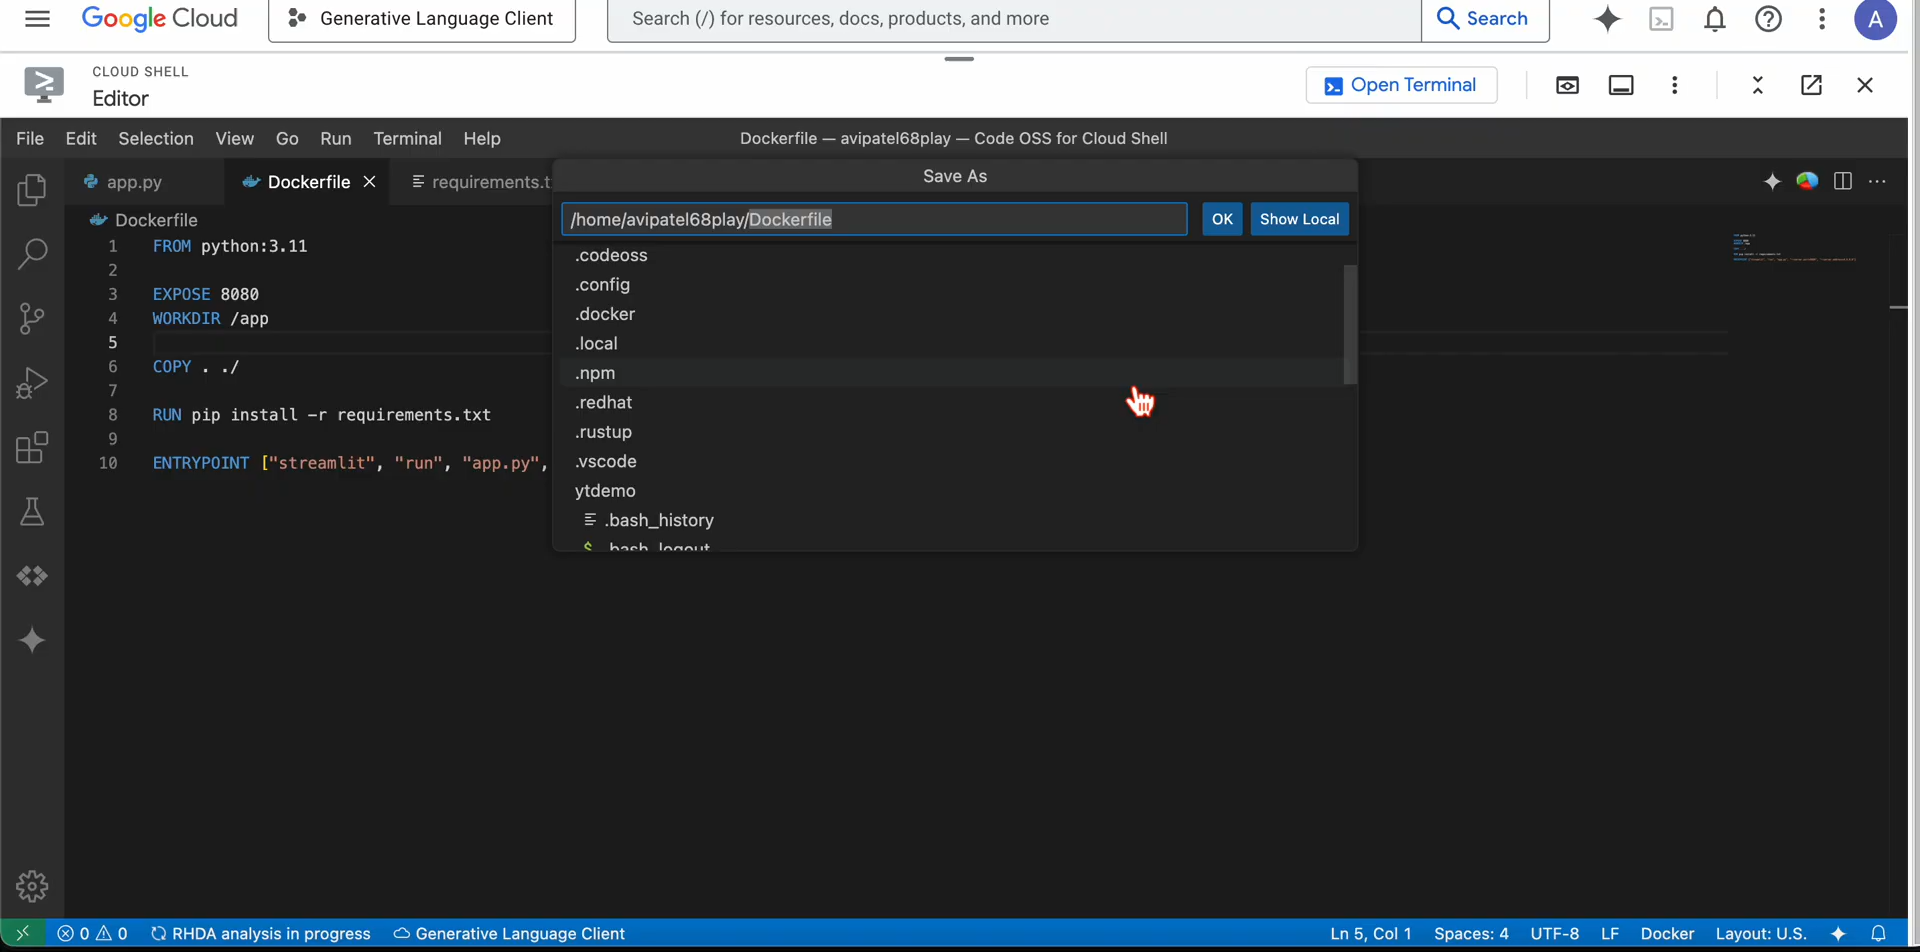 Google Cloud
Generative Language Client
Search (/) for resources, docs, products, and more
Search
A
CLOUD SHELL
Editor
Open Terminal
File Edit Selection View Go Run Terminal Help
Dockerfile — avipatel68play — Code OSS for Cloud Shell
app.py
Dockerfile
requirements.t
Save As
Dockerfile
/home/avipatel68play/Dockerfile
OK
Show Local
1 FROM python:3.11
2
3 EXPOSE 8080
4 WORKDIR /app
5
6 COPY . ./
7
8 RUN pip install -r requirements.txt
9
10 ENTRYPOINT ["streamlit", "run", "app.py",
.codeoss
.config
.docker
.local
.npm
.redhat
.rustup
.vscode
ytdemo
.bash_history
.bash_logout
0 0 RHDA analysis in progress Generative Language Client
Ln 5, Col 1 Spaces: 4 UTF-8 LF Docker Layout: U.S.